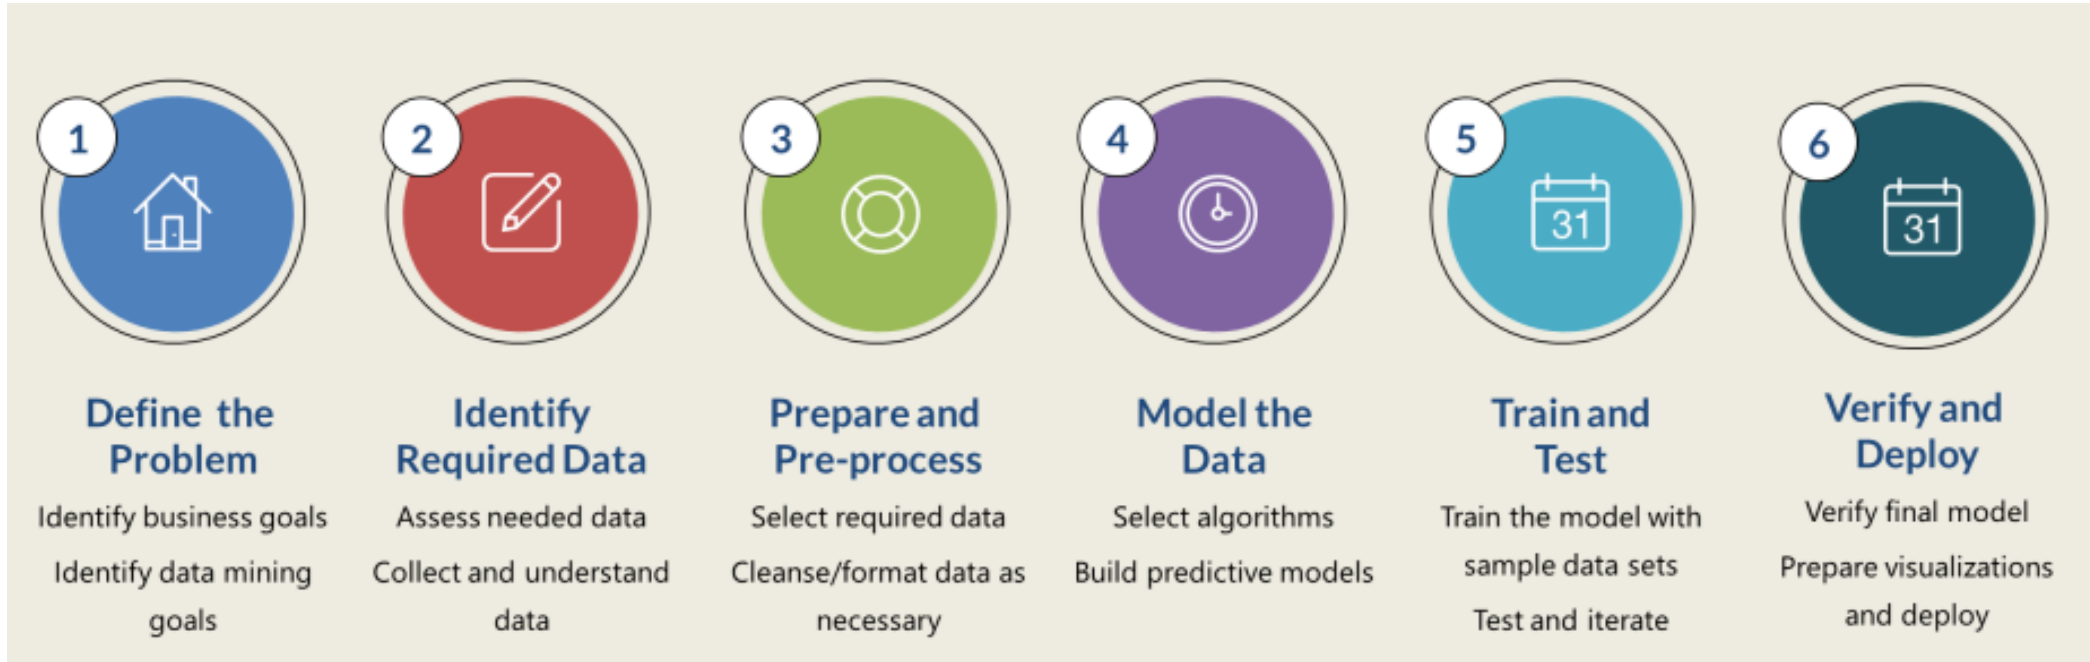 1
Define the
Problem
Identify business goals
Identify data mining
goals
2
Identify
Required Data
Assess needed data
Collect and understand
data
3
Prepare and
Pre-process
Select required data
Cleanse/format data as
necessary
4
Model the
Data
Select algorithms
Build predictive models
5
31
Train and
Test
Train the model with
sample data sets
Test and iterate
6
31
Verify and
Deploy
Verify final model
Prepare visualizations
and deploy